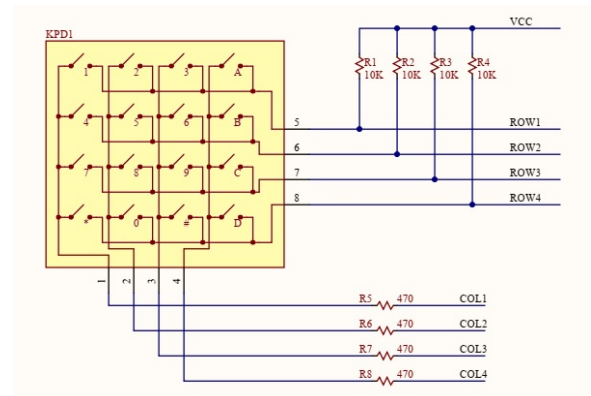 VCC
KPD1
R1 R2 R3 R4
10K 10K 10K 10K
1 2 3 A
5 ROW1
4 5 6 B
6 ROW2
7 8 9 C
7 ROW3
8 ROW4
* 0 # D
1 2 3 4
R5 470 COL1
R6 470 COL2
R7 470 COL3
R8 470 COL4